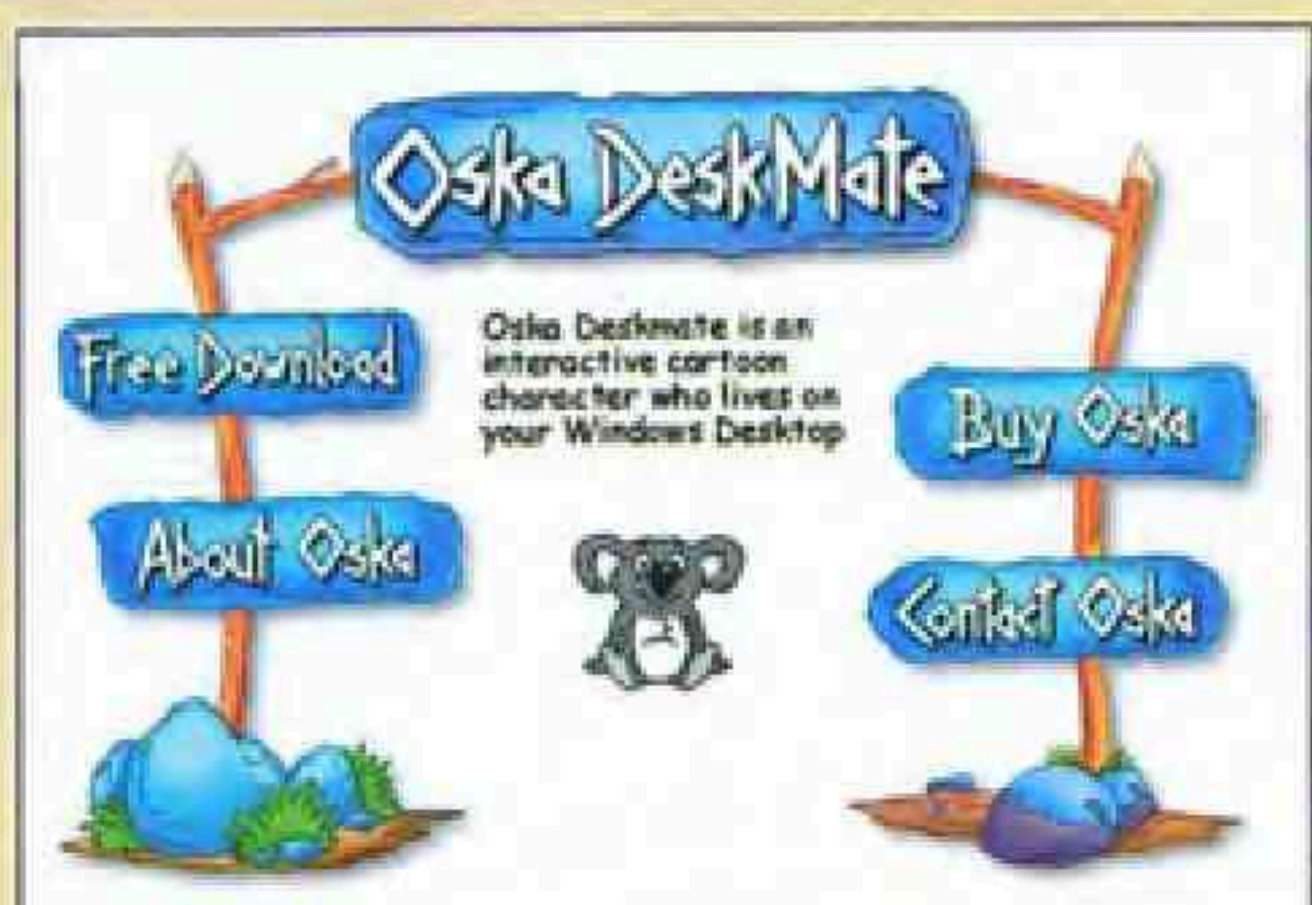 Oska DeskMate
Free Download
Oska Deskmate is an
interactive cartoon
character who lives on
your Windows Desktop
Buy Oska
About Oska
Contact Oska